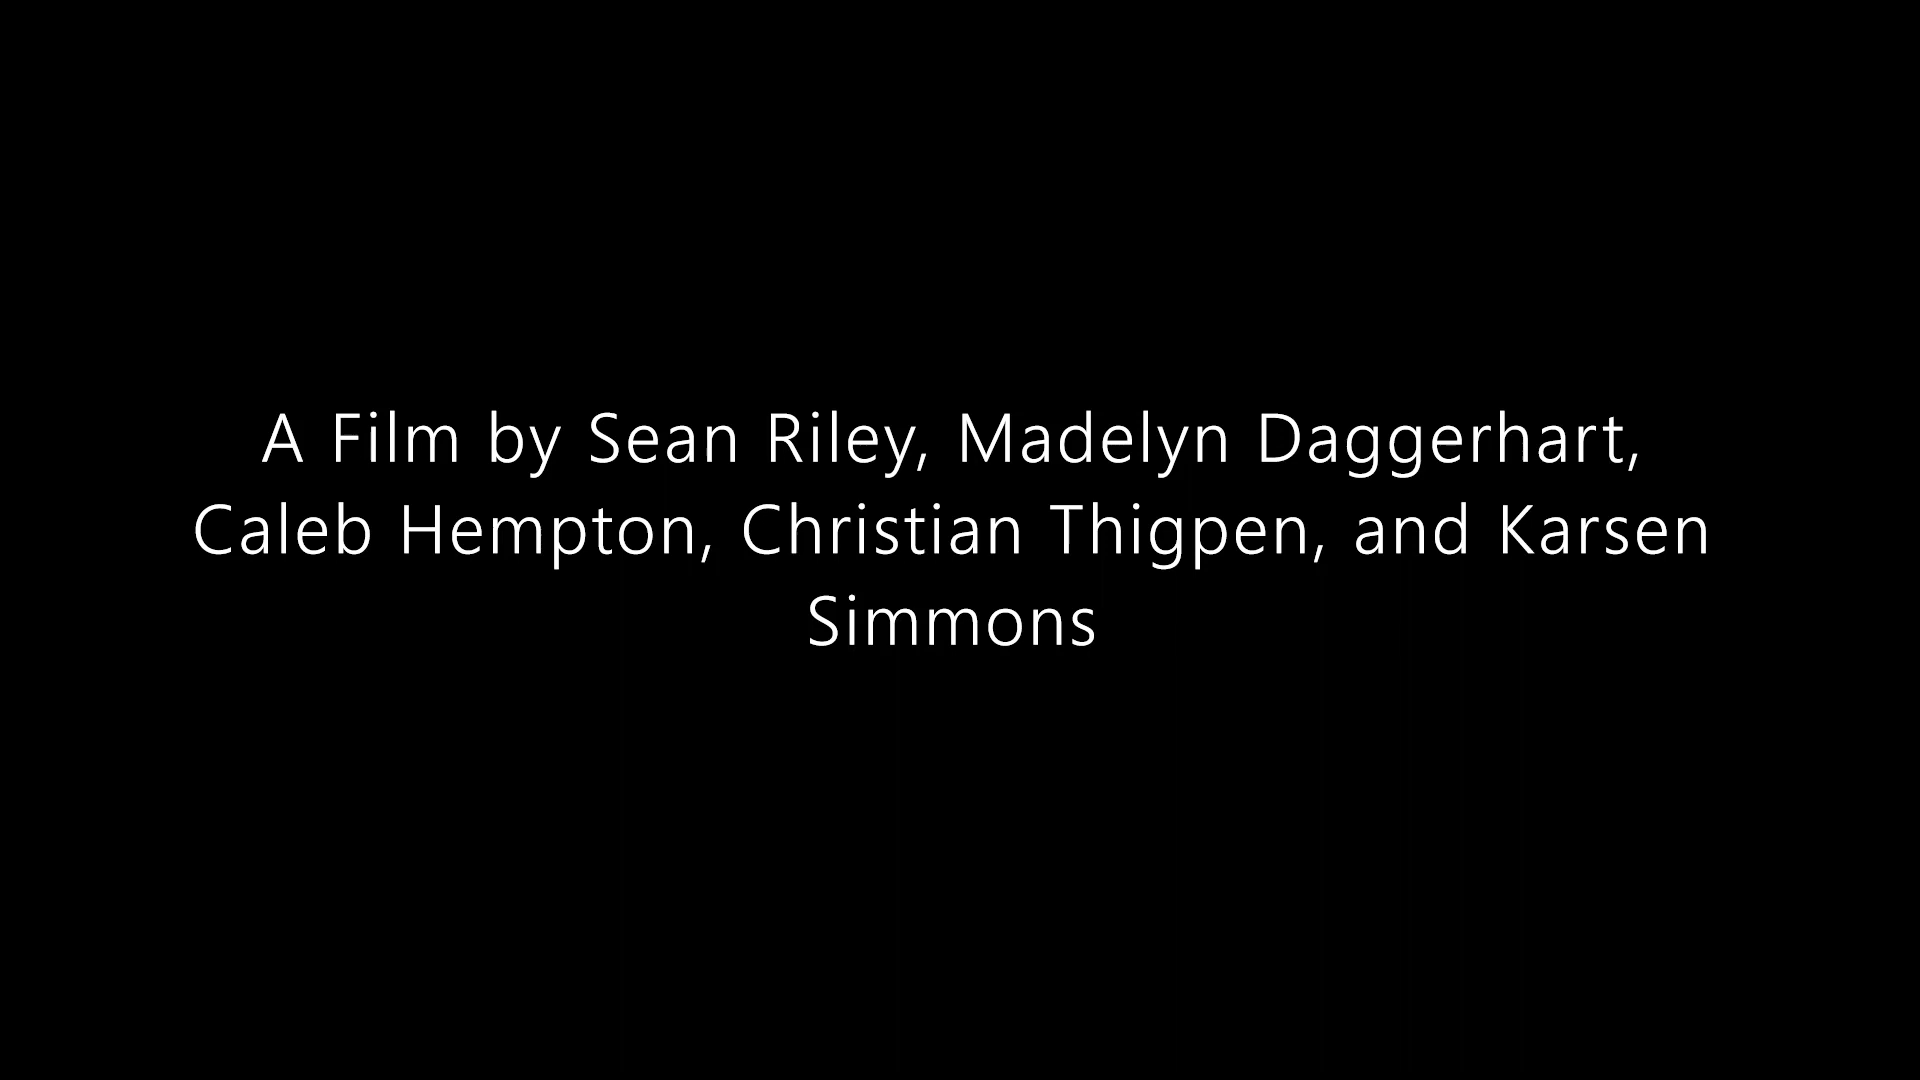 A Film by Sean Riley, Madelyn Daggerhart,
Caleb Hempton, Christian Thigpen, and Karsen
Simmons